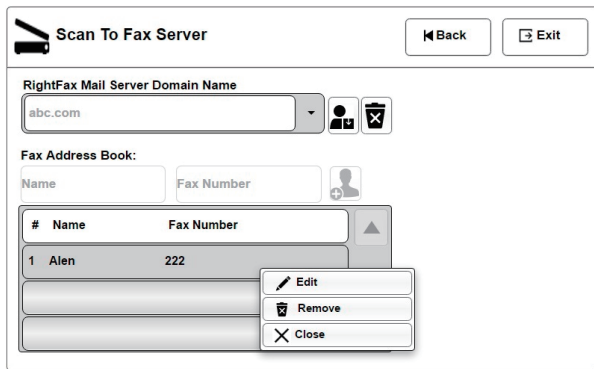 Scan To Fax Server
Back
Exit
RightFax Mail Server Domain Name
abc.com
Fax Address Book:
Name Fax Number
# Name Fax Number
1 Alen 222
Edit
Remove
Close